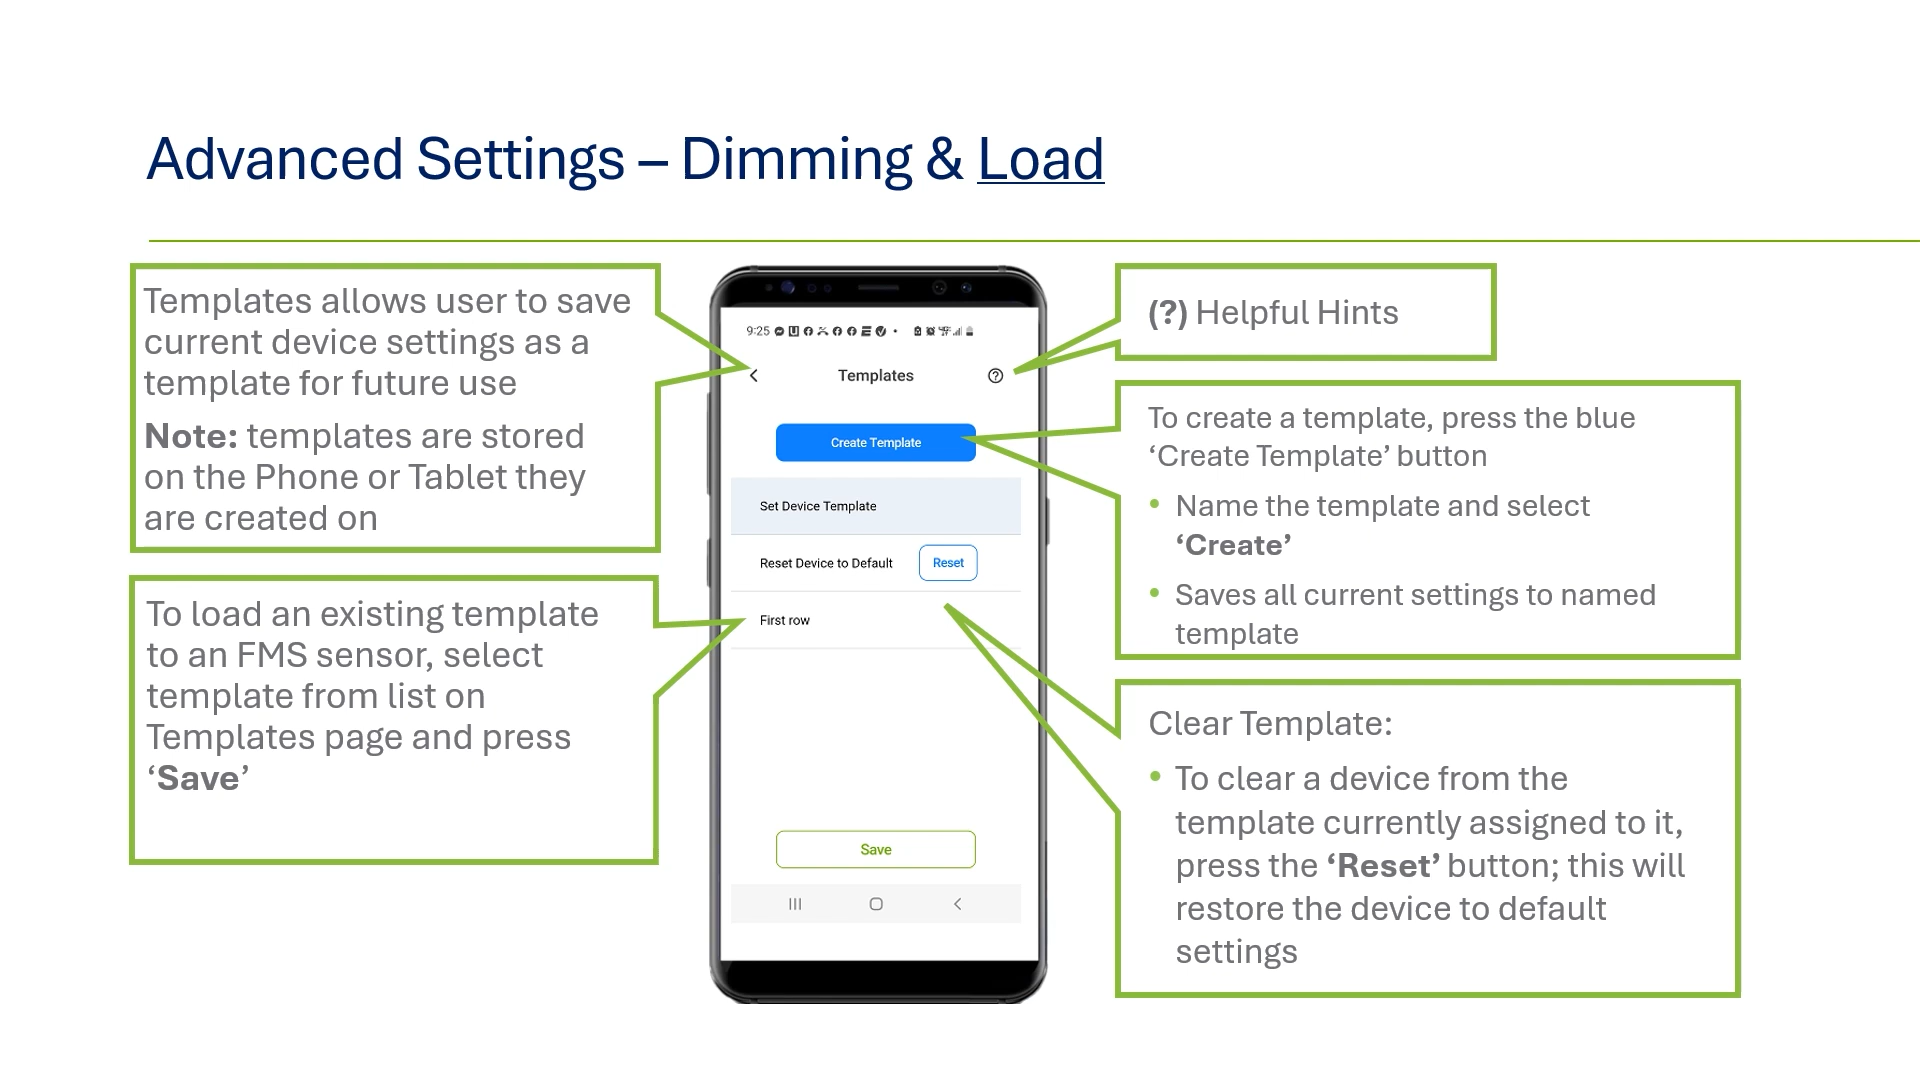 Advanced Settings – Dimming & Load
Templates allows user to save
current device settings as a
template for future use
Note: templates are stored
on the Phone or Tablet they
are created on
To load an existing template
to an FMS sensor, select
template from list on
Templates page and press
‘Save’
9:25
Templates
Create Template
Set Device Template
Reset Device to Default Reset
First row
Save
(?) Helpful Hints
To create a template, press the blue
‘Create Template’ button
• Name the template and select
‘Create’
• Saves all current settings to named
template
Clear Template:
• To clear a device from the
template currently assigned to it,
press the ‘Reset’ button; this will
restore the device to default
settings